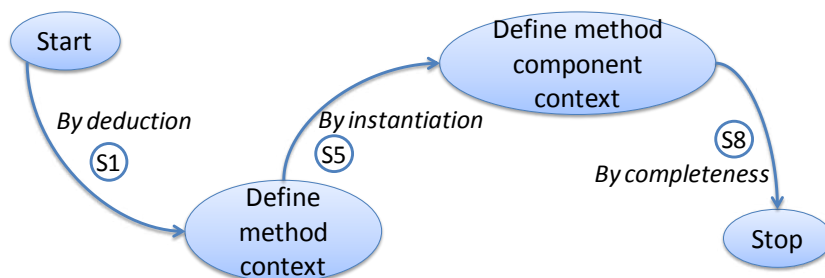 Start
By deduction
S1
Define
method
context
By instantiation
S5
Define method
component
context
S8
By completeness
Stop